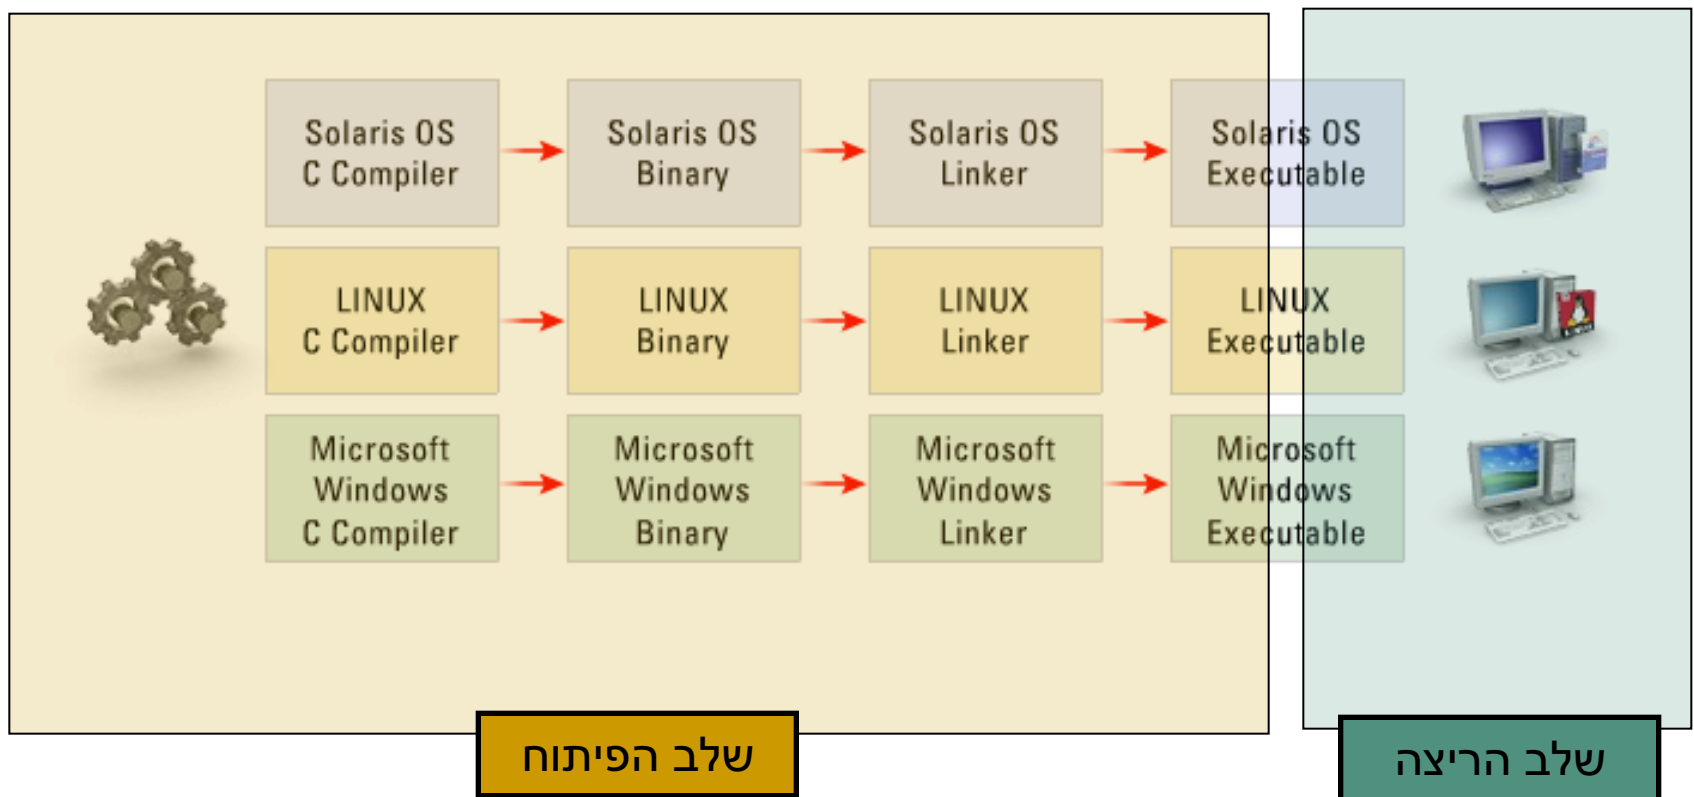 Solaris OS
C Compiler
Solaris OS
Binary
Solaris OS
Linker
Solaris OS
Executable
LINUX
C Compiler
LINUX
Binary
LINUX
Linker
LINUX
Executable
Microsoft
Windows
C Compiler
Microsoft
Windows
Binary
Microsoft
Windows
Linker
Microsoft
Windows
Executable
שלב הפיתוח
שלב הריצה